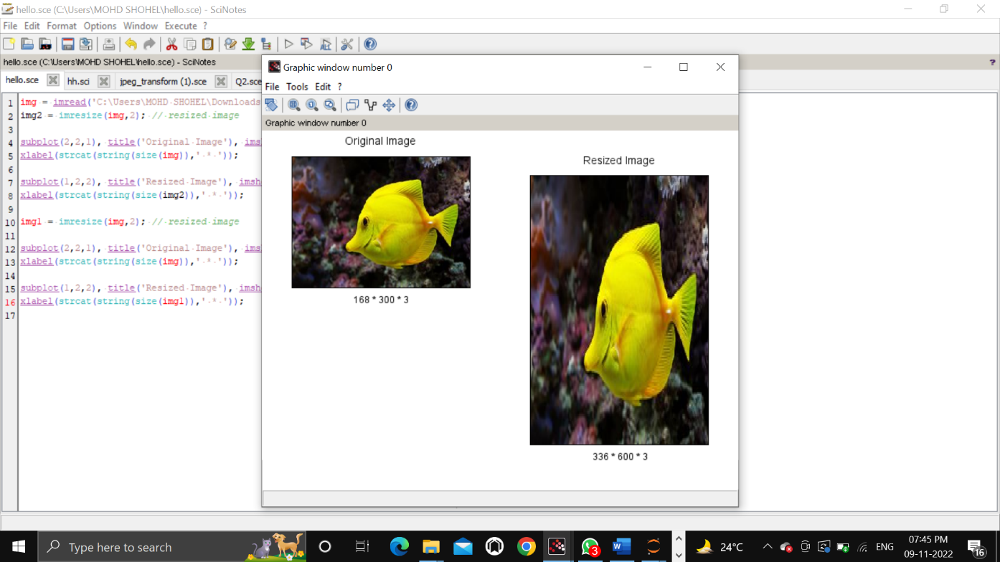 hello.sce (C:\Users\MOHD SHOHEL\hello.sce) - SciNotes
File Edit Format Options Window Execute ?
hello.sce (C:\Users\MOHD SHOHEL\hello.sce) - SciNotes
?
hello.sce hh.sci jpeg_transform (1).sce Q2.sce
1 img = imread('C:\Users\MOHD SHOHEL\Downloads
2 img2 = imresize(img,2); // resized image
3
4 subplot(2,2,1), title('Original Image'), imsh
5 xlabel(strcat(string(size(img)),' * '));
6
7 subplot(1,2,2), title('Resized Image'), imsh
8 xlabel(strcat(string(size(img2)),' * '));
9
10 img1 = imresize(img,2); // resized image
11
12 subplot(2,2,1), title('Original Image'), ims
13 xlabel(strcat(string(size(img)),' * '));
14
15 subplot(1,2,2), title('Resized Image'), imsh
16 xlabel(strcat(string(size(img1)),' * '));
17
Graphic window number 0
File Tools Edit ?
Graphic window number 0
Original Image
168 * 300 * 3
Resized Image
336 * 600 * 3
Type here to search
3
24°C
ENG
07:45 PM
09-11-2022
16